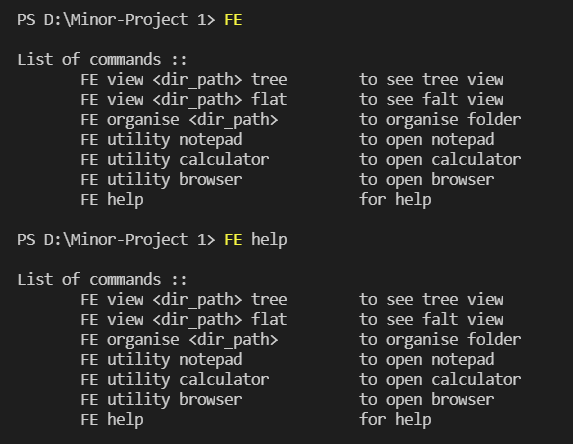 PS D:\Minor-Project 1> FE
List of commands ::
FE view <dir_path> tree to see tree view
FE view <dir_path> flat to see falt view
FE organise <dir_path> to organise folder
FE utility notepad to open notepad
FE utility calculator to open calculator
FE utility browser to open browser
FE help for help
PS D:\Minor-Project 1> FE help
List of commands ::
FE view <dir_path> tree to see tree view
FE view <dir_path> flat to see falt view
FE organise <dir_path> to organise folder
FE utility notepad to open notepad
FE utility calculator to open calculator
FE utility browser to open browser
FE help for help